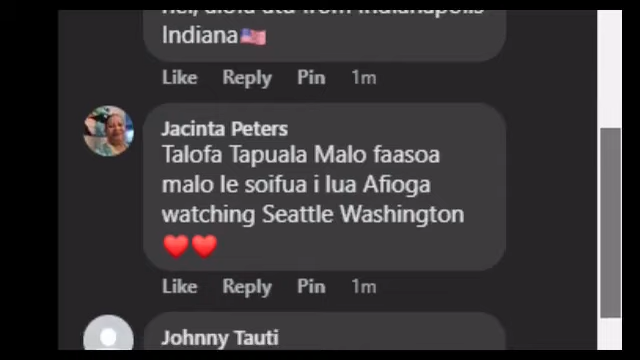 Indiana🇺🇸
Like Reply Pin 1m
Jacinta Peters
Talofa Tapuala Malo faasoa
malo le soifua i lua Afioga
watching Seattle Washington
❤️❤️
Like Reply Pin 1m
Johnny Tauti